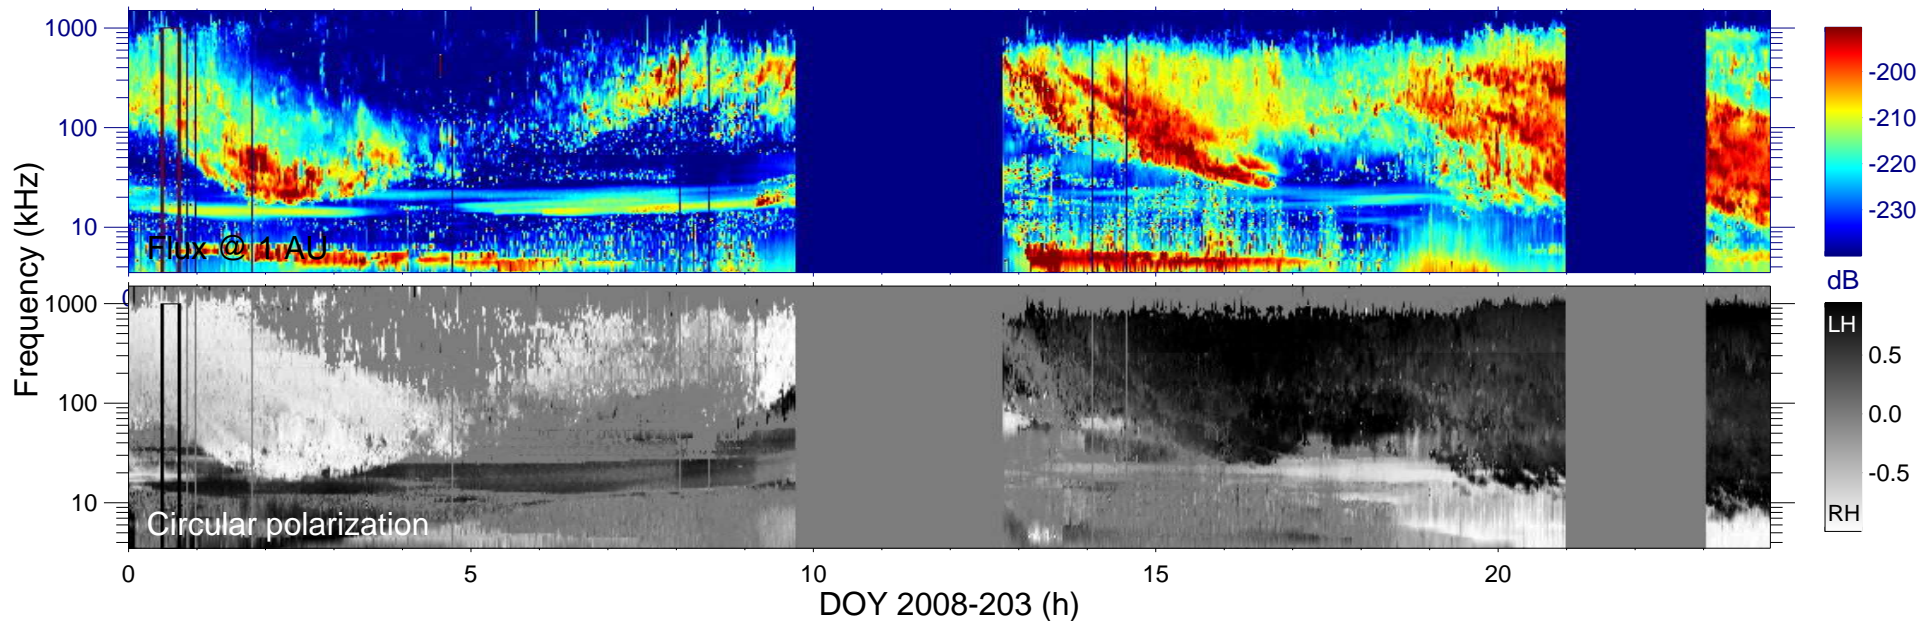 Frequency (kHz)
1000
100
10
Flux @ 1 AU
-200
-210
-220
-230
dB
0
1000
100
10
Circular polarization
LH
0.5
0.0
-0.5
RH
0
5
10
15
20
DOY 2008-203 (h)